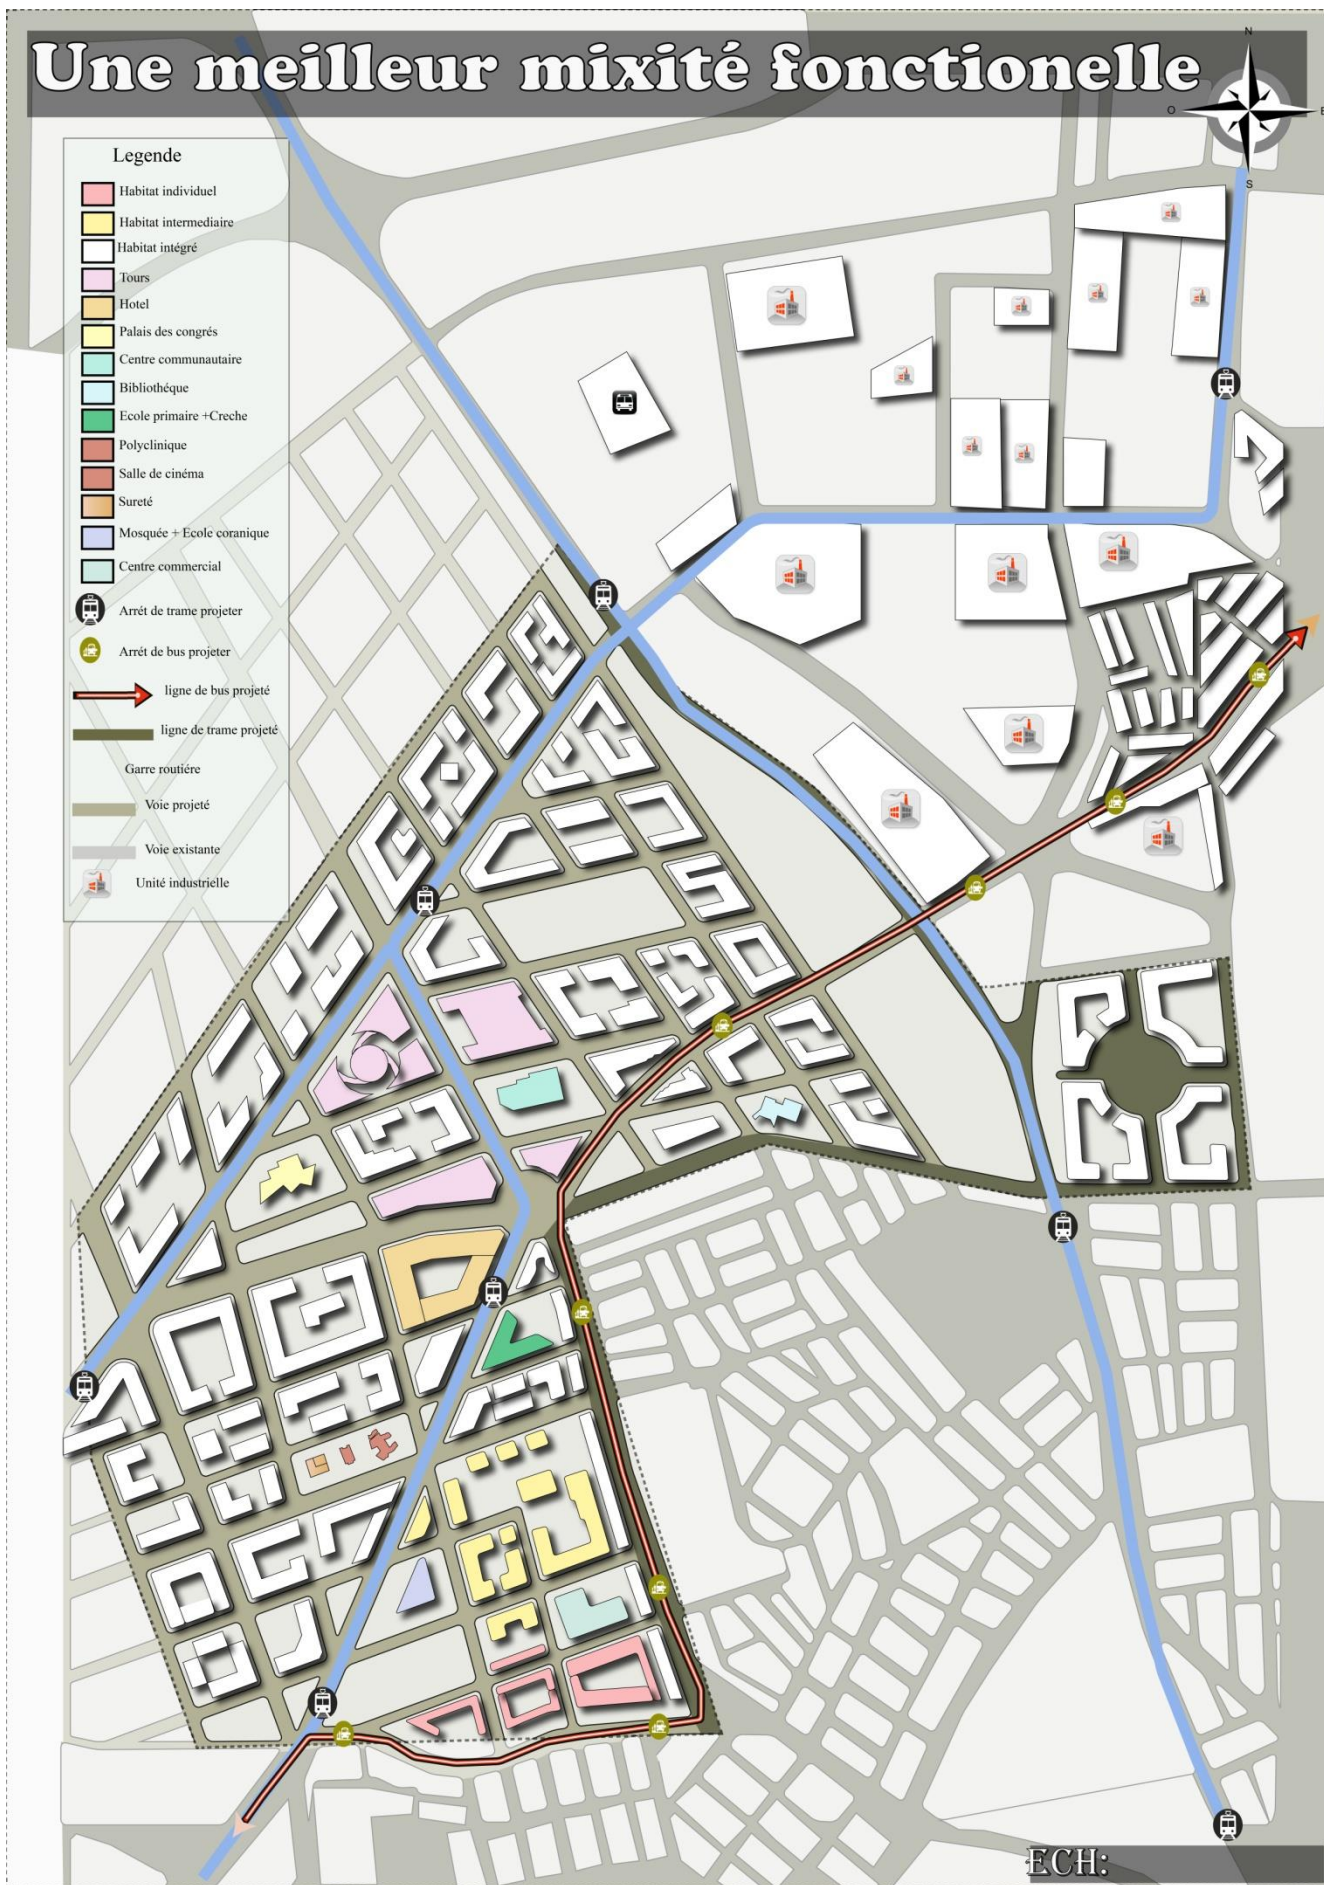 Une meilleur mixité fonctionelle
N
O
E
S
Legende
Habitat individuel
Habitat intermediaire
Habitat intégré
Tours
Hotel
Palais des congrés
Centre communautaire
Bibliothéque
Ecole primaire +Creche
Polyclinique
Salle de cinéma
Sureté
Mosquée + Ecole coranique
Centre commercial
Arrét de trame projeter
Arrét de bus projeter
ligne de bus projeté
ligne de trame projeté
Garre routiére
Voie projeté
Voie existante
Unité industrielle
ECH: